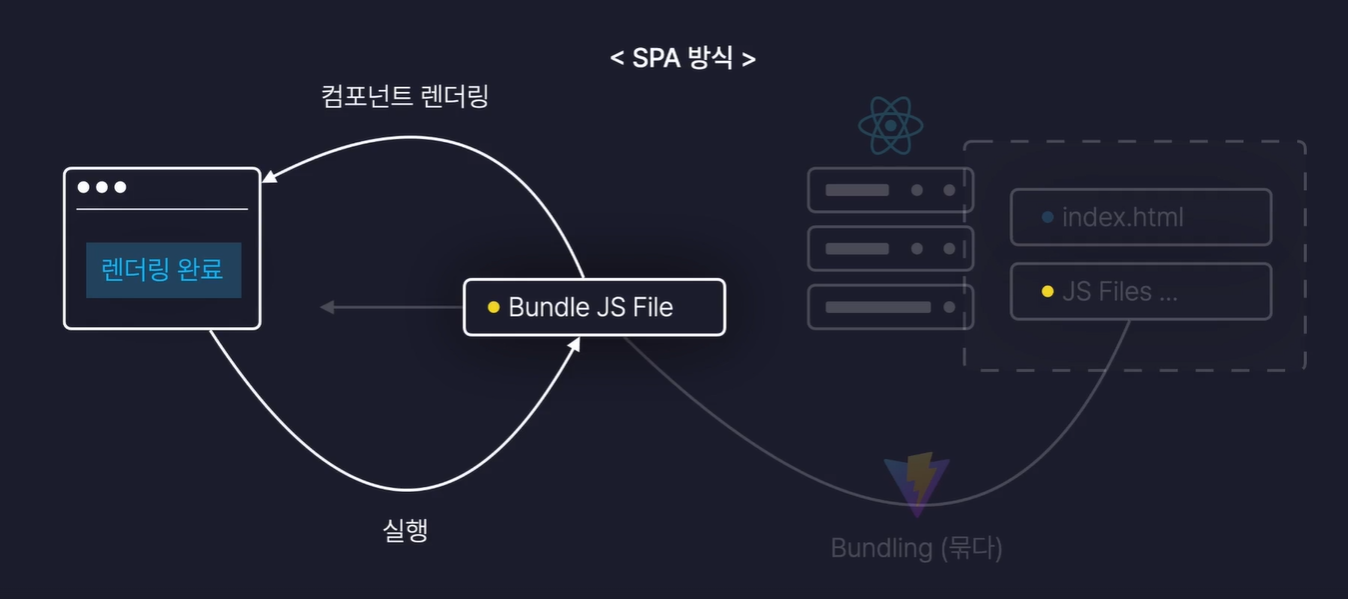 < SPA 방식 >
컴포넌트 렌더링
렌더링 완료
Bundle JS File
index.html
JS Files ...
실행
Bundling (묶다)